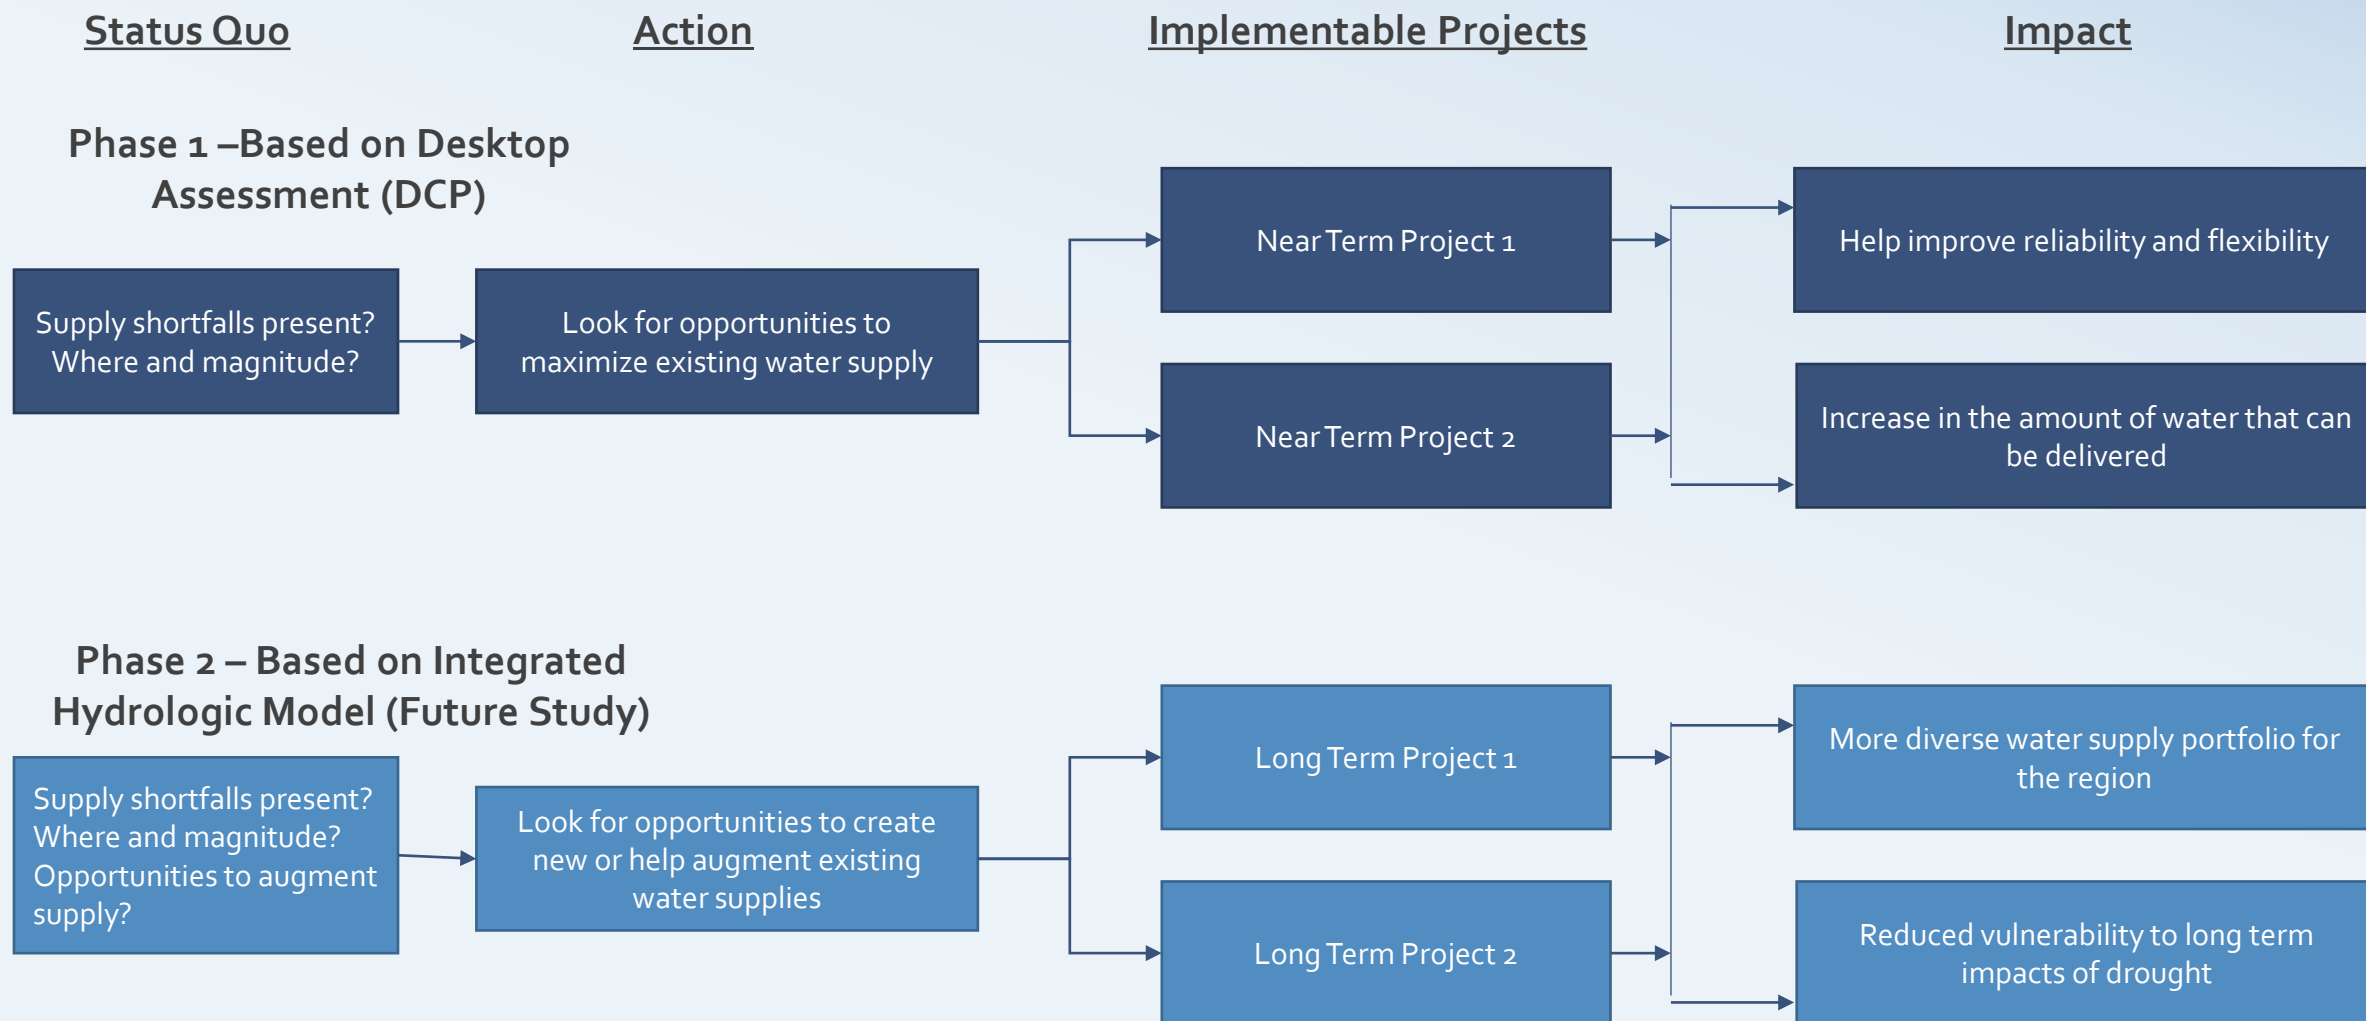 Status Quo
Action
Implementable Projects
Impact
Phase 1 –Based on Desktop
Assessment (DCP)
Supply shortfalls present?
Where and magnitude?
Look for opportunities to
maximize existing water supply
Near Term Project 1
Near Term Project 2
Help improve reliability and flexibility
Increase in the amount of water that can
be delivered
Phase 2 – Based on Integrated
Hydrologic Model (Future Study)
Supply shortfalls present?
Where and magnitude?
Opportunities to augment
supply?
Look for opportunities to create
new or help augment existing
water supplies
Long Term Project 1
Long Term Project 2
More diverse water supply portfolio for
the region
Reduced vulnerability to long term
impacts of drought